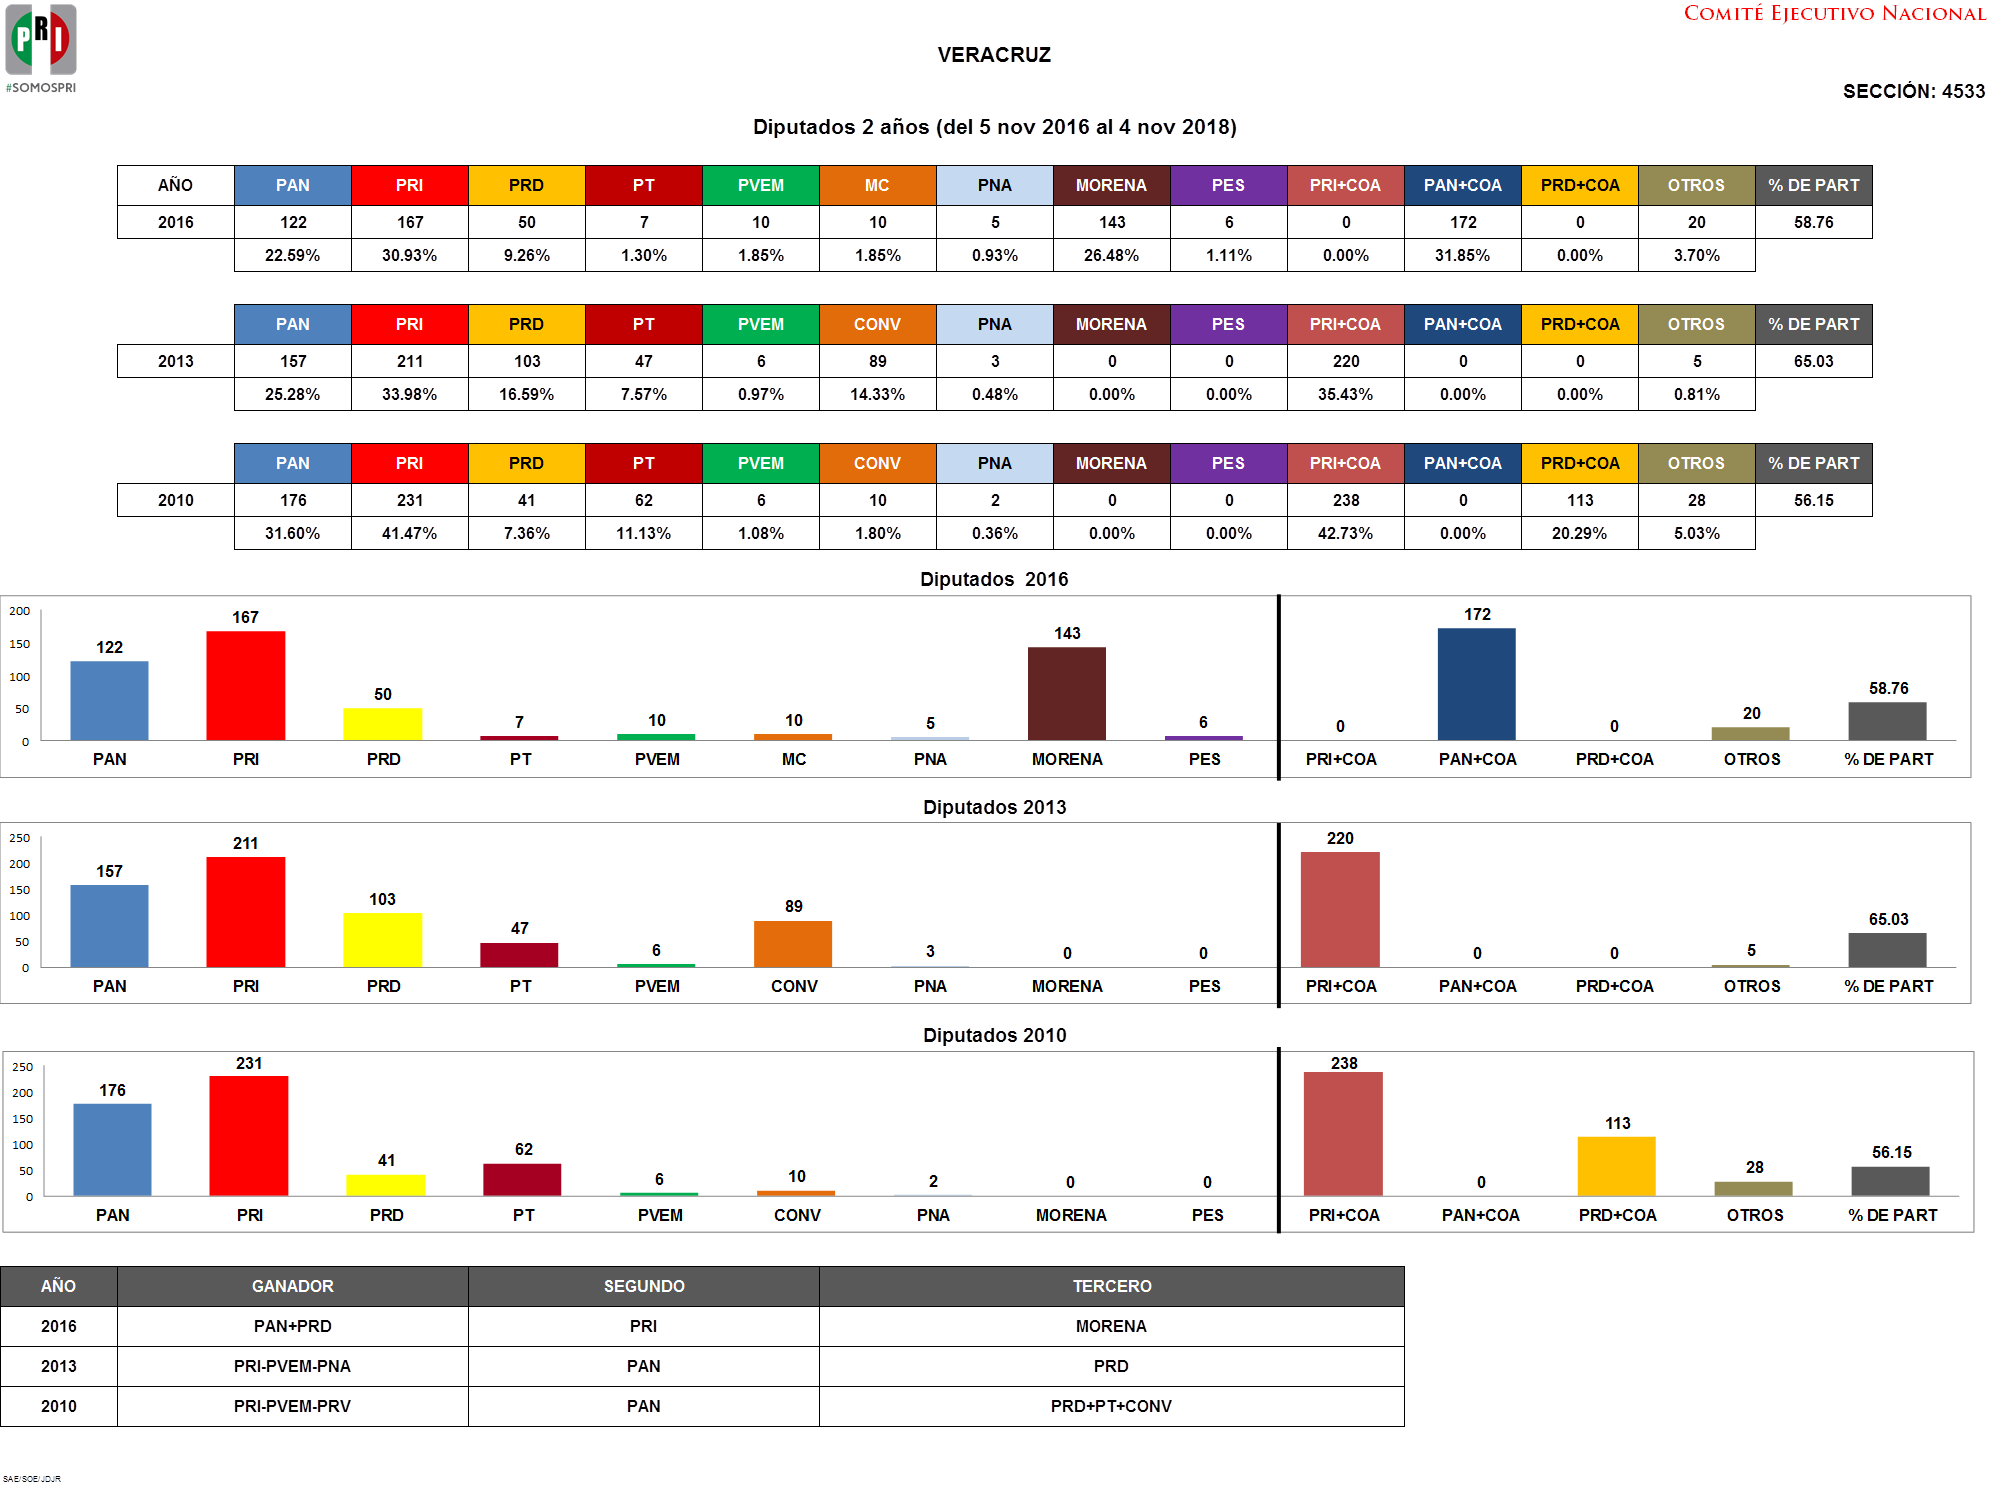 PRI
#SOMOSPRI
COMITÉ EJECUTIVO NACIONAL
VERACRUZ
SECCIÓN: 4533
Diputados 2 años (del 5 nov 2016 al 4 nov 2018)
AÑO PAN PRI PRD PT PVEM MC PNA MORENA PES PRI+COA PAN+COA PRD+COA OTROS % DE PART
2016 122 167 50 7 10 10 5 143 6 0 172 0 20 58.76
22.59% 30.93% 9.26% 1.30% 1.85% 1.85% 0.93% 26.48% 1.11% 0.00% 31.85% 0.00% 3.70%
PAN PRI PRD PT PVEM CONV PNA MORENA PES PRI+COA PAN+COA PRD+COA OTROS % DE PART
2013 157 211 103 47 6 89 3 0 0 220 0 0 5 65.03
25.28% 33.98% 16.59% 7.57% 0.97% 14.33% 0.48% 0.00% 0.00% 35.43% 0.00% 0.00% 0.81%
PAN PRI PRD PT PVEM CONV PNA MORENA PES PRI+COA PAN+COA PRD+COA OTROS % DE PART
2010 176 231 41 62 6 10 2 0 0 238 0 113 28 56.15
31.60% 41.47% 7.36% 11.13% 1.08% 1.80% 0.36% 0.00% 0.00% 42.73% 0.00% 20.29% 5.03%
Diputados 2016
200
150
100
50
0
122 167 50 7 10 10 5 143 6 0 172 0 20 58.76
PAN PRI PRD PT PVEM MC PNA MORENA PES PRI+COA PAN+COA PRD+COA OTROS % DE PART
Diputados 2013
250
200
150
100
50
0
157 211 103 47 6 89 3 0 0 220 0 0 5 65.03
PAN PRI PRD PT PVEM CONV PNA MORENA PES PRI+COA PAN+COA PRD+COA OTROS % DE PART
Diputados 2010
250
200
150
100
50
0
176 231 41 62 6 10 2 0 0 238 0 113 28 56.15
PAN PRI PRD PT PVEM CONV PNA MORENA PES PRI+COA PAN+COA PRD+COA OTROS % DE PART
AÑO GANADOR SEGUNDO TERCERO
2016 PAN+PRD PRI MORENA
2013 PRI-PVEM-PNA PAN PRD
2010 PRI-PVEM-PRV PAN PRD+PT+CONV
SAE/SOE/JDJR